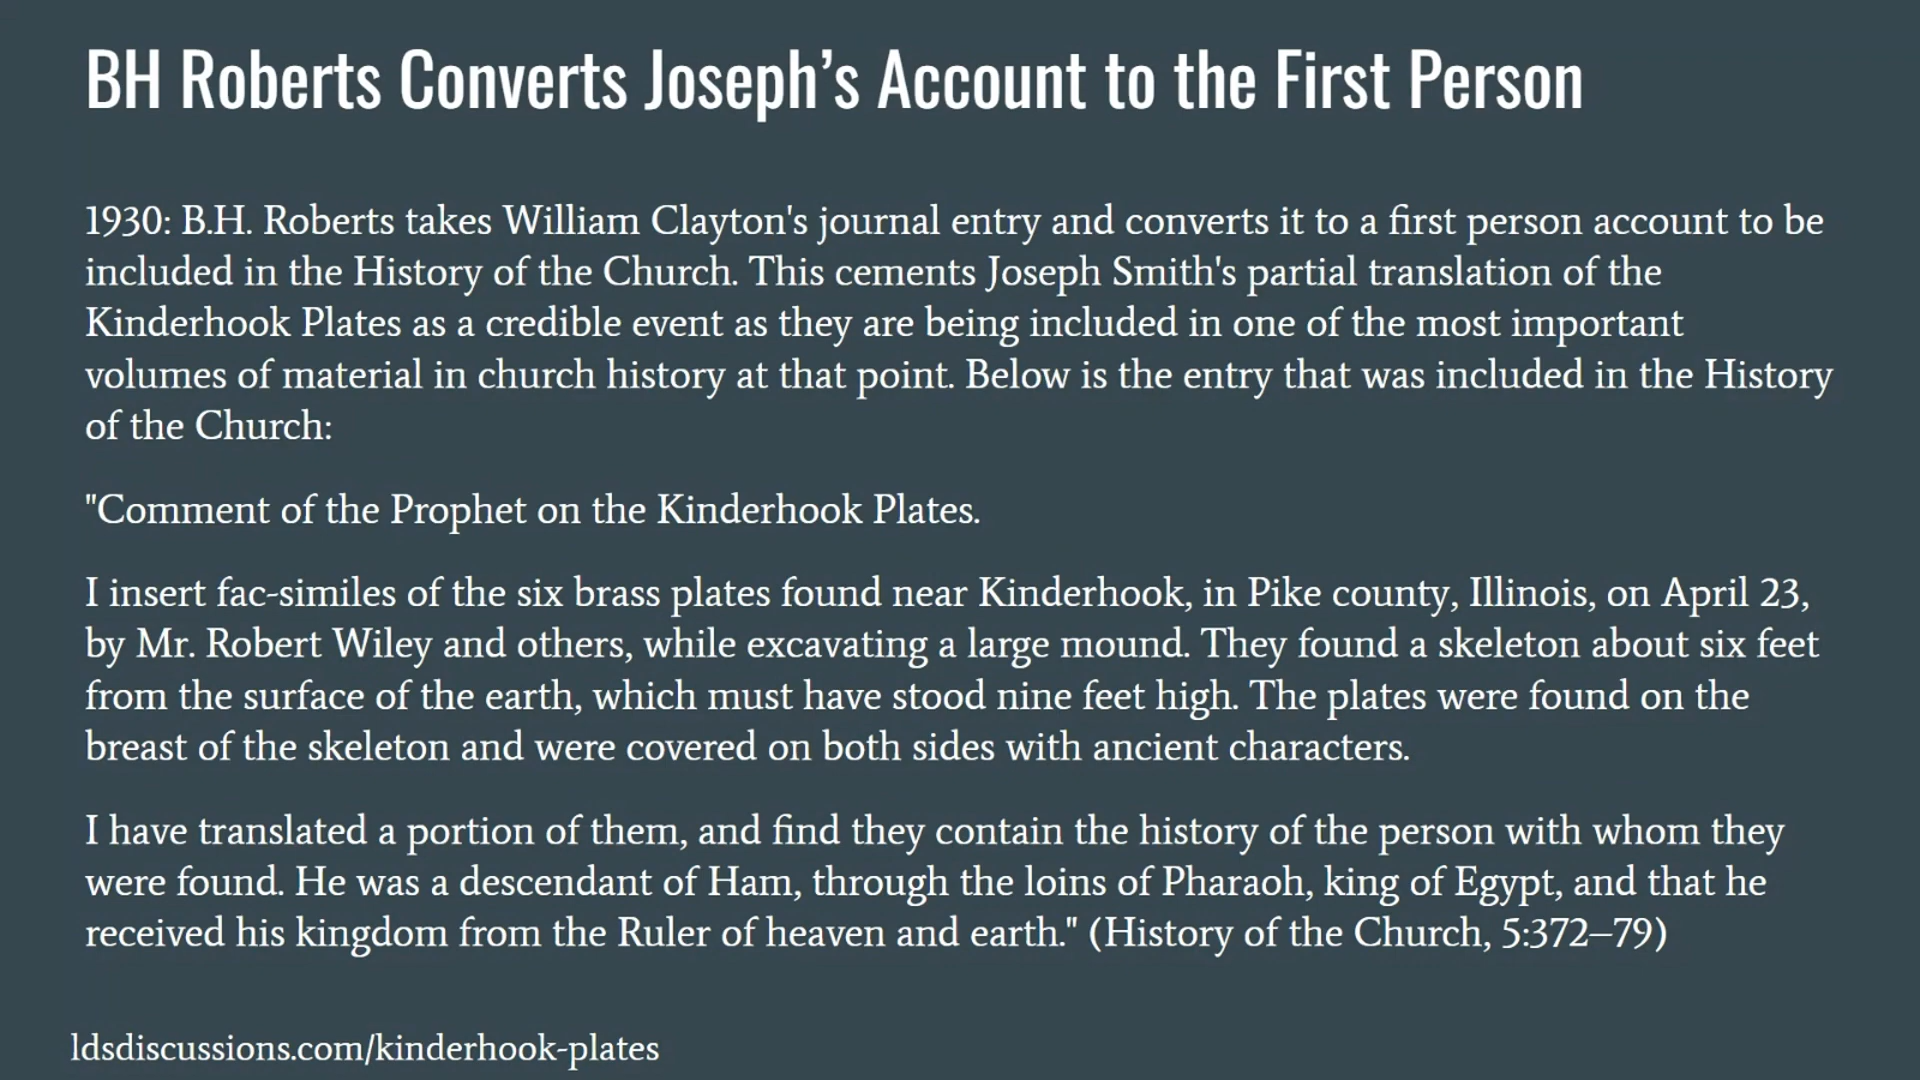 BH Roberts Converts Joseph’s Account to the First Person
1930: B.H. Roberts takes William Clayton's journal entry and converts it to a first person account to be
included in the History of the Church. This cements Joseph Smith's partial translation of the
Kinderhook Plates as a credible event as they are being included in one of the most important
volumes of material in church history at that point. Below is the entry that was included in the History
of the Church:
"Comment of the Prophet on the Kinderhook Plates.
I insert fac-similes of the six brass plates found near Kinderhook, in Pike county, Illinois, on April 23,
by Mr. Robert Wiley and others, while excavating a large mound. They found a skeleton about six feet
from the surface of the earth, which must have stood nine feet high. The plates were found on the
breast of the skeleton and were covered on both sides with ancient characters.
I have translated a portion of them, and find they contain the history of the person with whom they
were found. He was a descendant of Ham, through the loins of Pharaoh, king of Egypt, and that he
received his kingdom from the Ruler of heaven and earth." (History of the Church, 5:372–79)
ldsdiscussions.com/kinderhook-plates